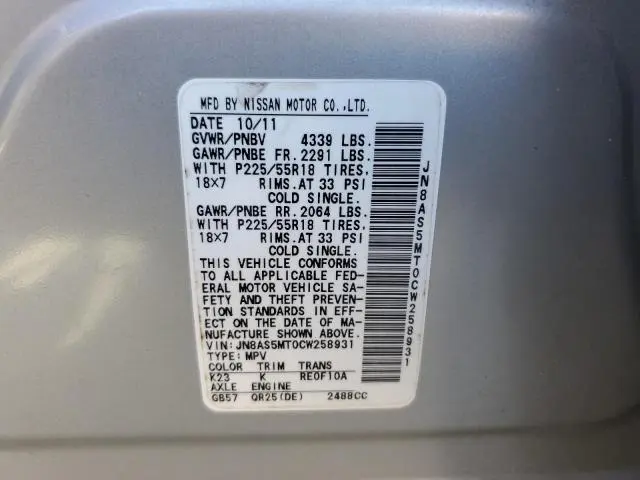 MFD BY NISSAN MOTOR CO.,LTD.
DATE 10/11
GVWR/PNBV 4339 LBS.
GAWR/PNBE FR. 2291 LBS.
WITH P225/55R18 TIRES,
18X7 RIMS.AT 33 PSI
COLD SINGLE.
GAWR/PNBE RR. 2064 LBS.
WITH P225/55R18 TIRES,
18X7 RIMS.AT 33 PSI
COLD SINGLE.
THIS VEHICLE CONFORMS
TO ALL APPLICABLE FED-
ERAL MOTOR VEHICLE SA-
FETY AND THEFT PREVEN-
TION STANDARDS IN EFF-
ECT ON THE DATE OF MA-
NUFACTURE SHOWN ABOVE.
VIN:JN8AS5MT0CW258931
TYPE:MPV
COLOR TRIM TRANS
K23 K RE0F10A
AXLE ENGINE
GB57 QR25(DE) 2488CC
JN8AS5MT0CW258931